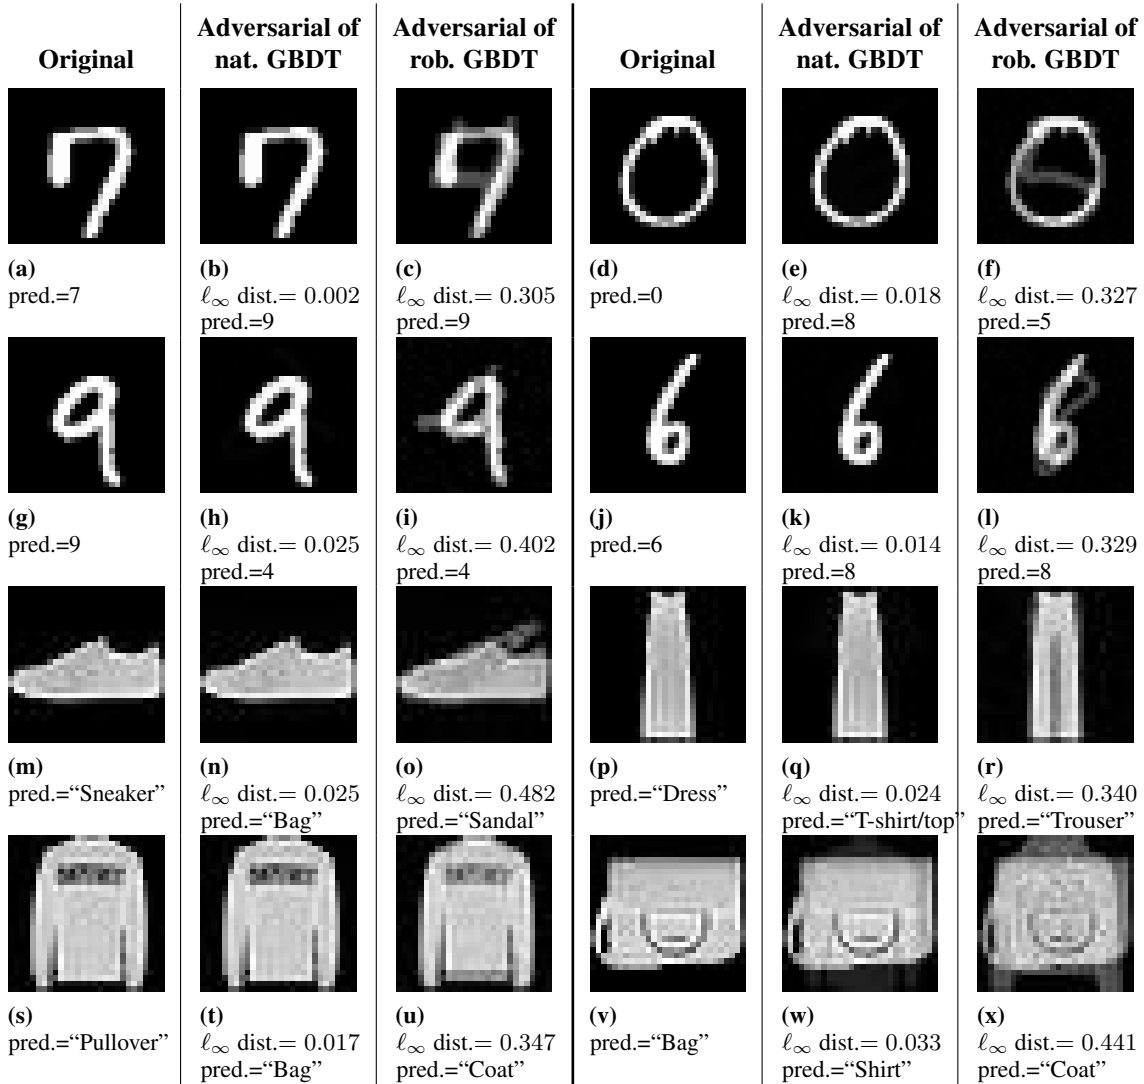 Original
Adversarial of
nat. GBDT
Adversarial of
rob. GBDT
Original
Adversarial of
nat. GBDT
Adversarial of
rob. GBDT
(a)
pred.=7
(b)
ℓ∞ dist.= 0.002
pred.=9
(c)
ℓ∞ dist.= 0.305
pred.=9
(d)
pred.=0
(e)
ℓ∞ dist.= 0.018
pred.=8
(f)
ℓ∞ dist.= 0.327
pred.=5
(g)
pred.=9
(h)
ℓ∞ dist.= 0.025
pred.=4
(i)
ℓ∞ dist.= 0.402
pred.=4
(j)
pred.=6
(k)
ℓ∞ dist.= 0.014
pred.=8
(l)
ℓ∞ dist.= 0.329
pred.=8
(m)
pred.=“Sneaker”
(n)
ℓ∞ dist.= 0.025
pred.=“Bag”
(o)
ℓ∞ dist.= 0.482
pred.=“Sandal”
(p)
pred.=“Dress”
(q)
ℓ∞ dist.= 0.024
pred.=“T-shirt/top”
(r)
ℓ∞ dist.= 0.340
pred.=“Trouser”
(s)
pred.=“Pullover”
(t)
ℓ∞ dist.= 0.017
pred.=“Bag”
(u)
ℓ∞ dist.= 0.347
pred.=“Coat”
(v)
pred.=“Bag”
(w)
ℓ∞ dist.= 0.033
pred.=“Shirt”
(x)
ℓ∞ dist.= 0.441
pred.=“Coat”